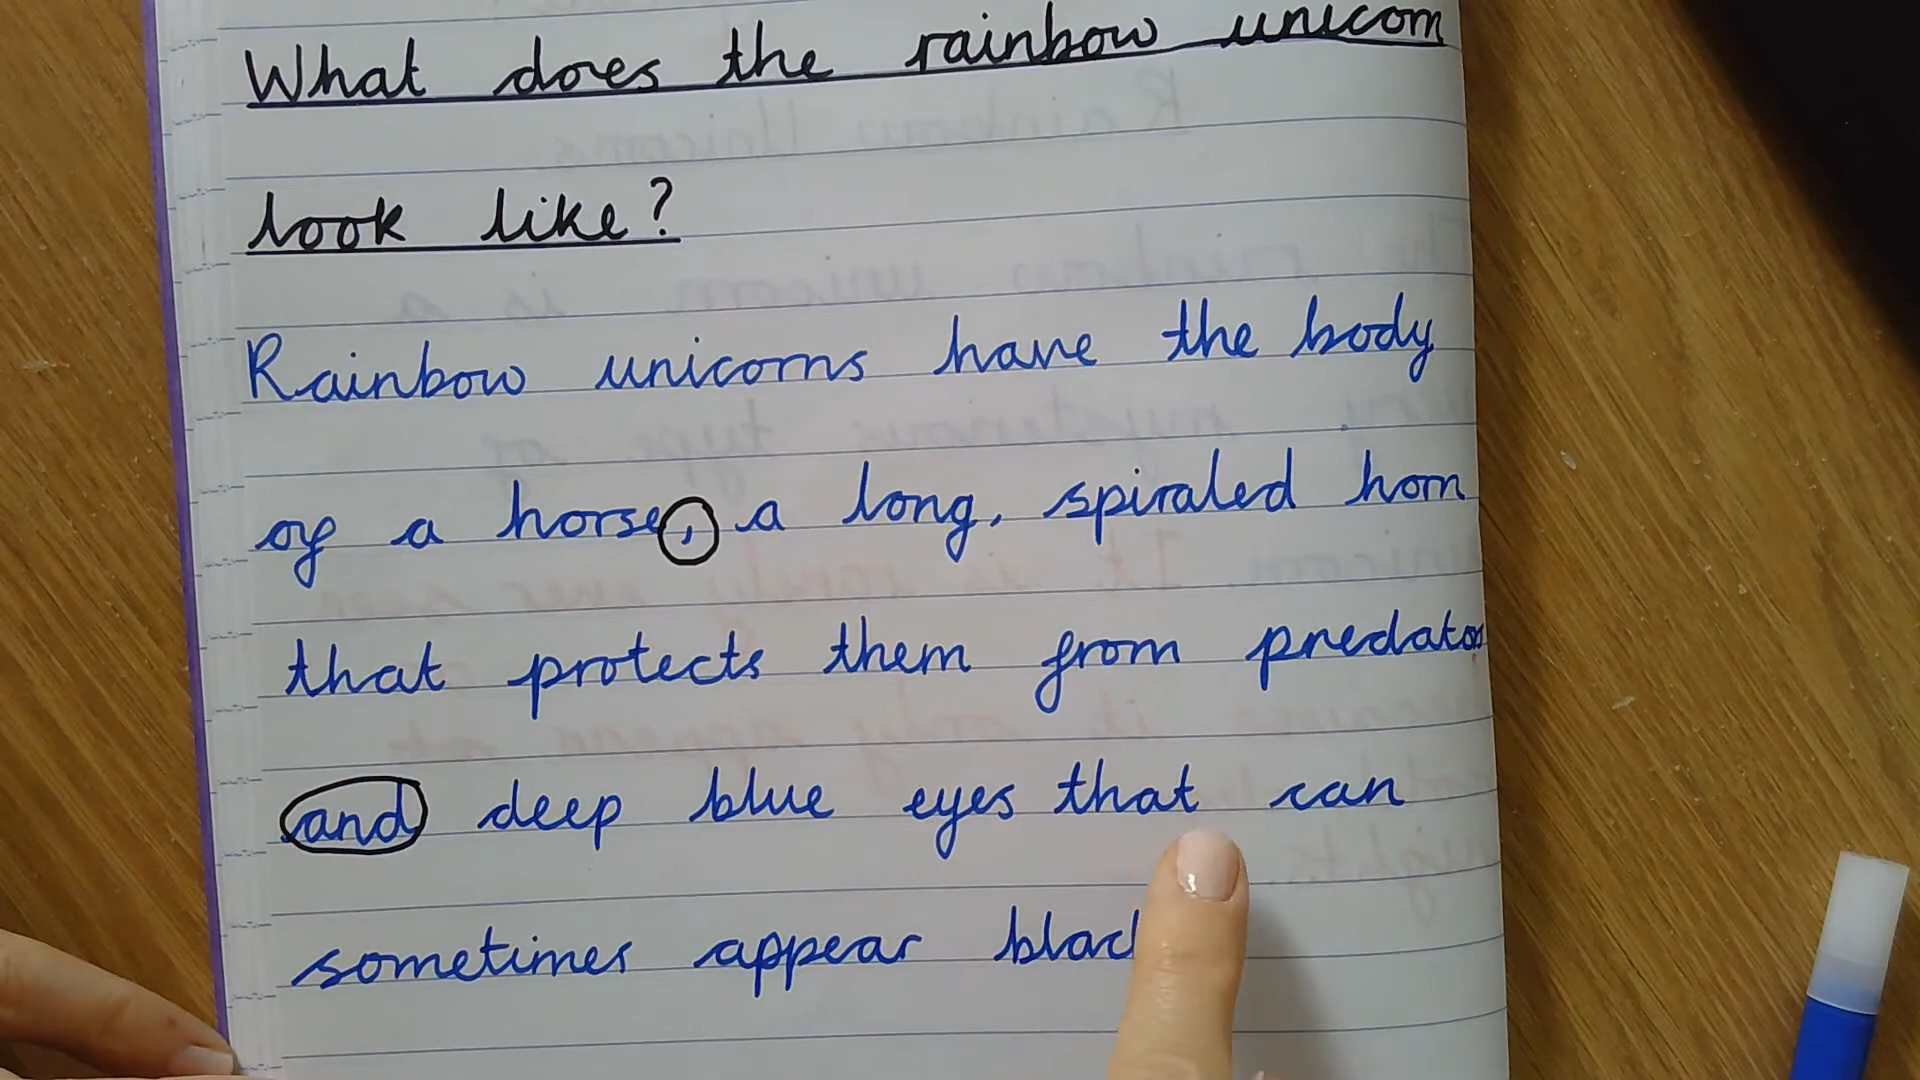 What does the rainbow unicorn
look like?
Rainbow unicorns have the body
of a horse, a long, spiraled horn
that protects them from predators
and deep blue eyes that can
sometimes appear